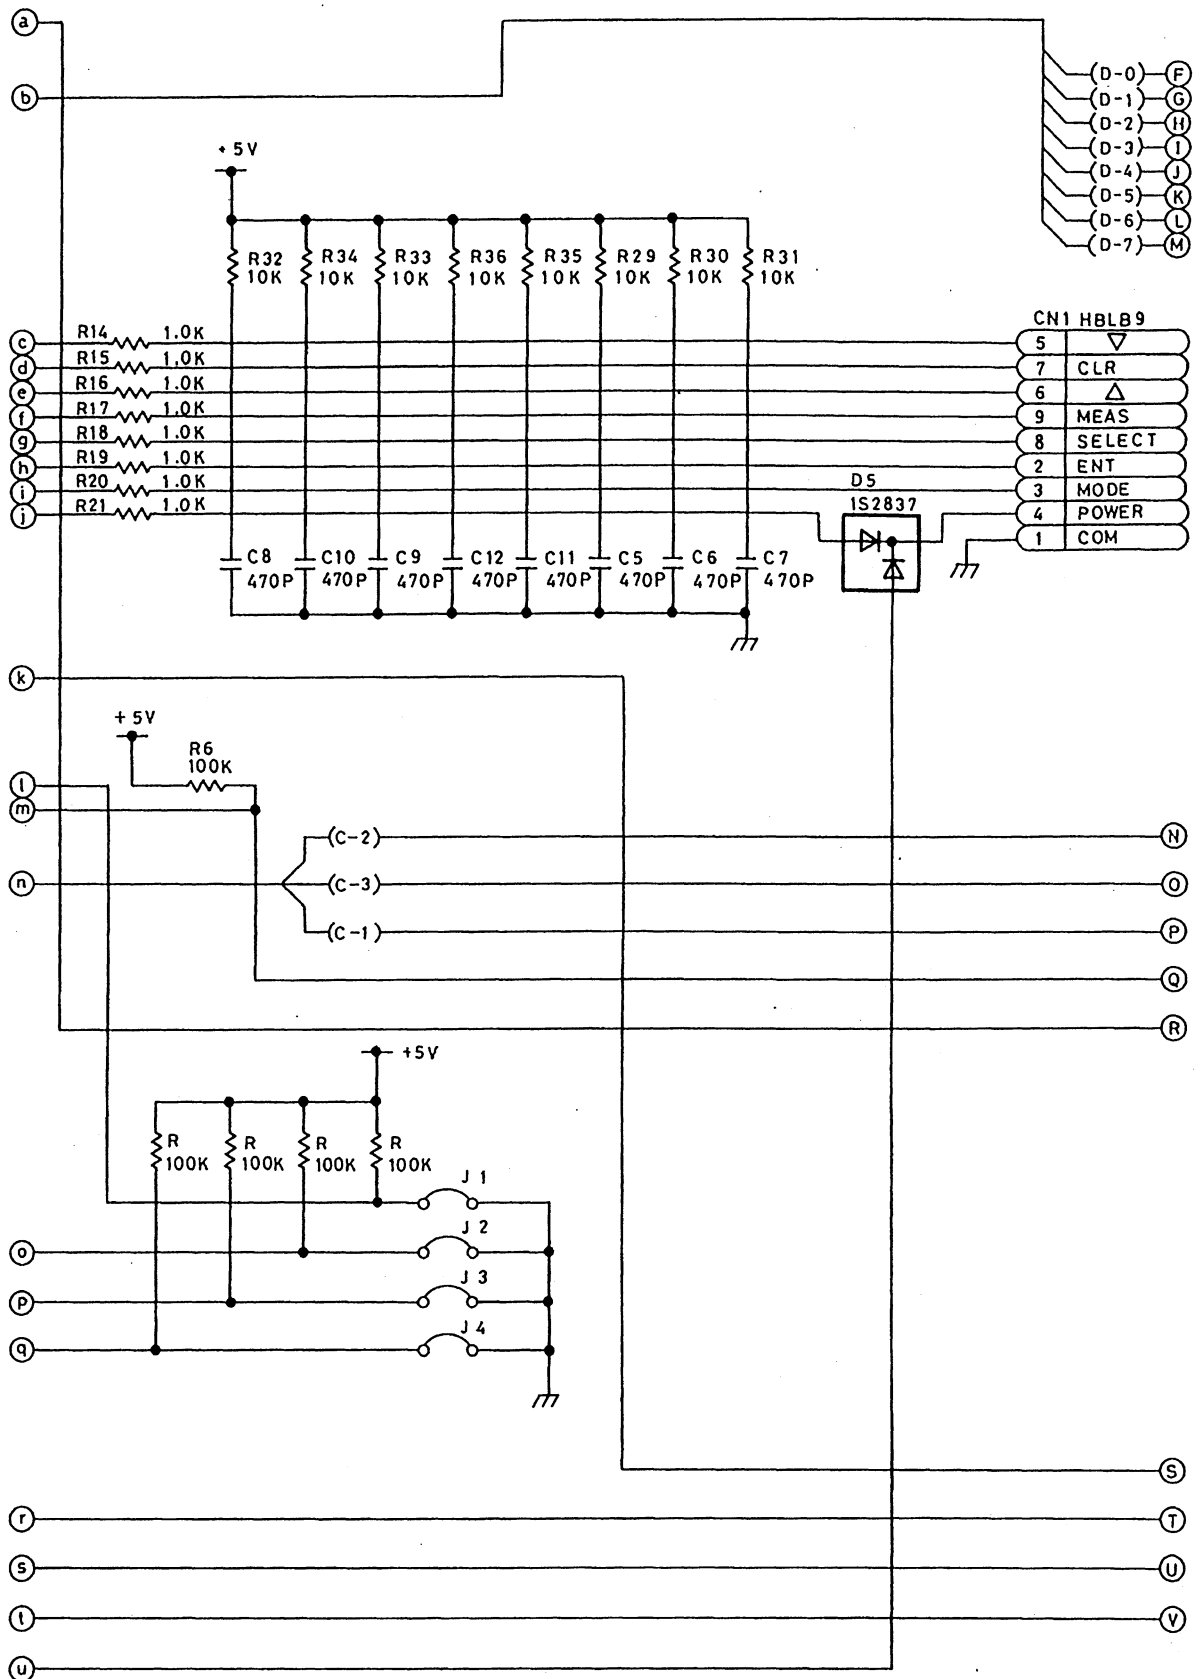 a
b
(D-0) F
(D-1) G
(D-2) H
(D-3) I
(D-4) J
(D-5) K
(D-6) L
(D-7) M
+5V
R32 10K
R34 10K
R33 10K
R36 10K
R35 10K
R29 10K
R30 10K
R31 10K
CN1 HBLB9
c R14 1.0K 5 ▽
d R15 1.0K 7 CLR
e R16 1.0K 6 △
f R17 1.0K 9 MEAS
g R18 1.0K 8 SELECT
h R19 1.0K 2 ENT
i R20 1.0K 3 MODE
j R21 1.0K 4 POWER
1 COM
D5
1S2837
C8 470P
C10 470P
C9 470P
C12 470P
C11 470P
C5 470P
C6 470P
C7 470P
k
+5V
R6
100K
l
m
(C-2) N
n (C-3) O
(C-1) P
Q
R
+5V
R 100K
R 100K
R 100K
R 100K
J1
o J2
p J3
q J4
S
r T
s U
t V
u